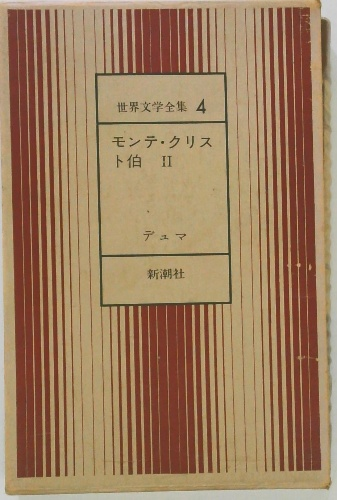 世界文学全集 4
モンテ・クリス
ト伯 II
デュマ
新潮社